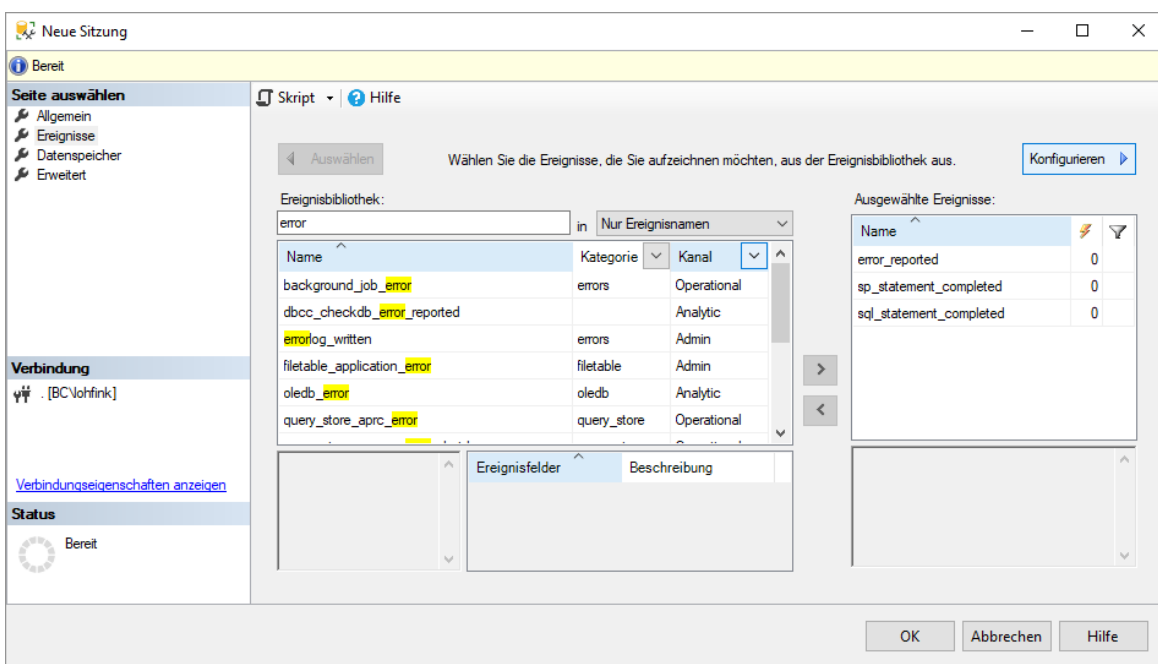 Neue Sitzung
Bereit
Seite auswählen
Allgemein
Ereignisse
Datenspeicher
Erweitert
Verbindung
. [BC\lohfink]
Verbindungseigenschaften anzeigen
Status
Bereit
Skript Hilfe
Auswählen Wählen Sie die Ereignisse, die Sie aufzeichnen möchten, aus der Ereignisbibliothek aus. Konfigurieren
Ereignisbibliothek:
error in Nur Ereignisnamen
Name Kategorie Kanal
background_job_error errors Operational
dbcc_checkdb_error_reported Analytic
errorlog_written errors Admin
filetable_application_error filetable Admin
oledb_error oledb Analytic
query_store_aprc_error query_store Operational
Ereignisfelder Beschreibung
Ausgewählte Ereignisse:
Name
error_reported 0
sp_statement_completed 0
sql_statement_completed 0
> 
<
OK Abbrechen Hilfe